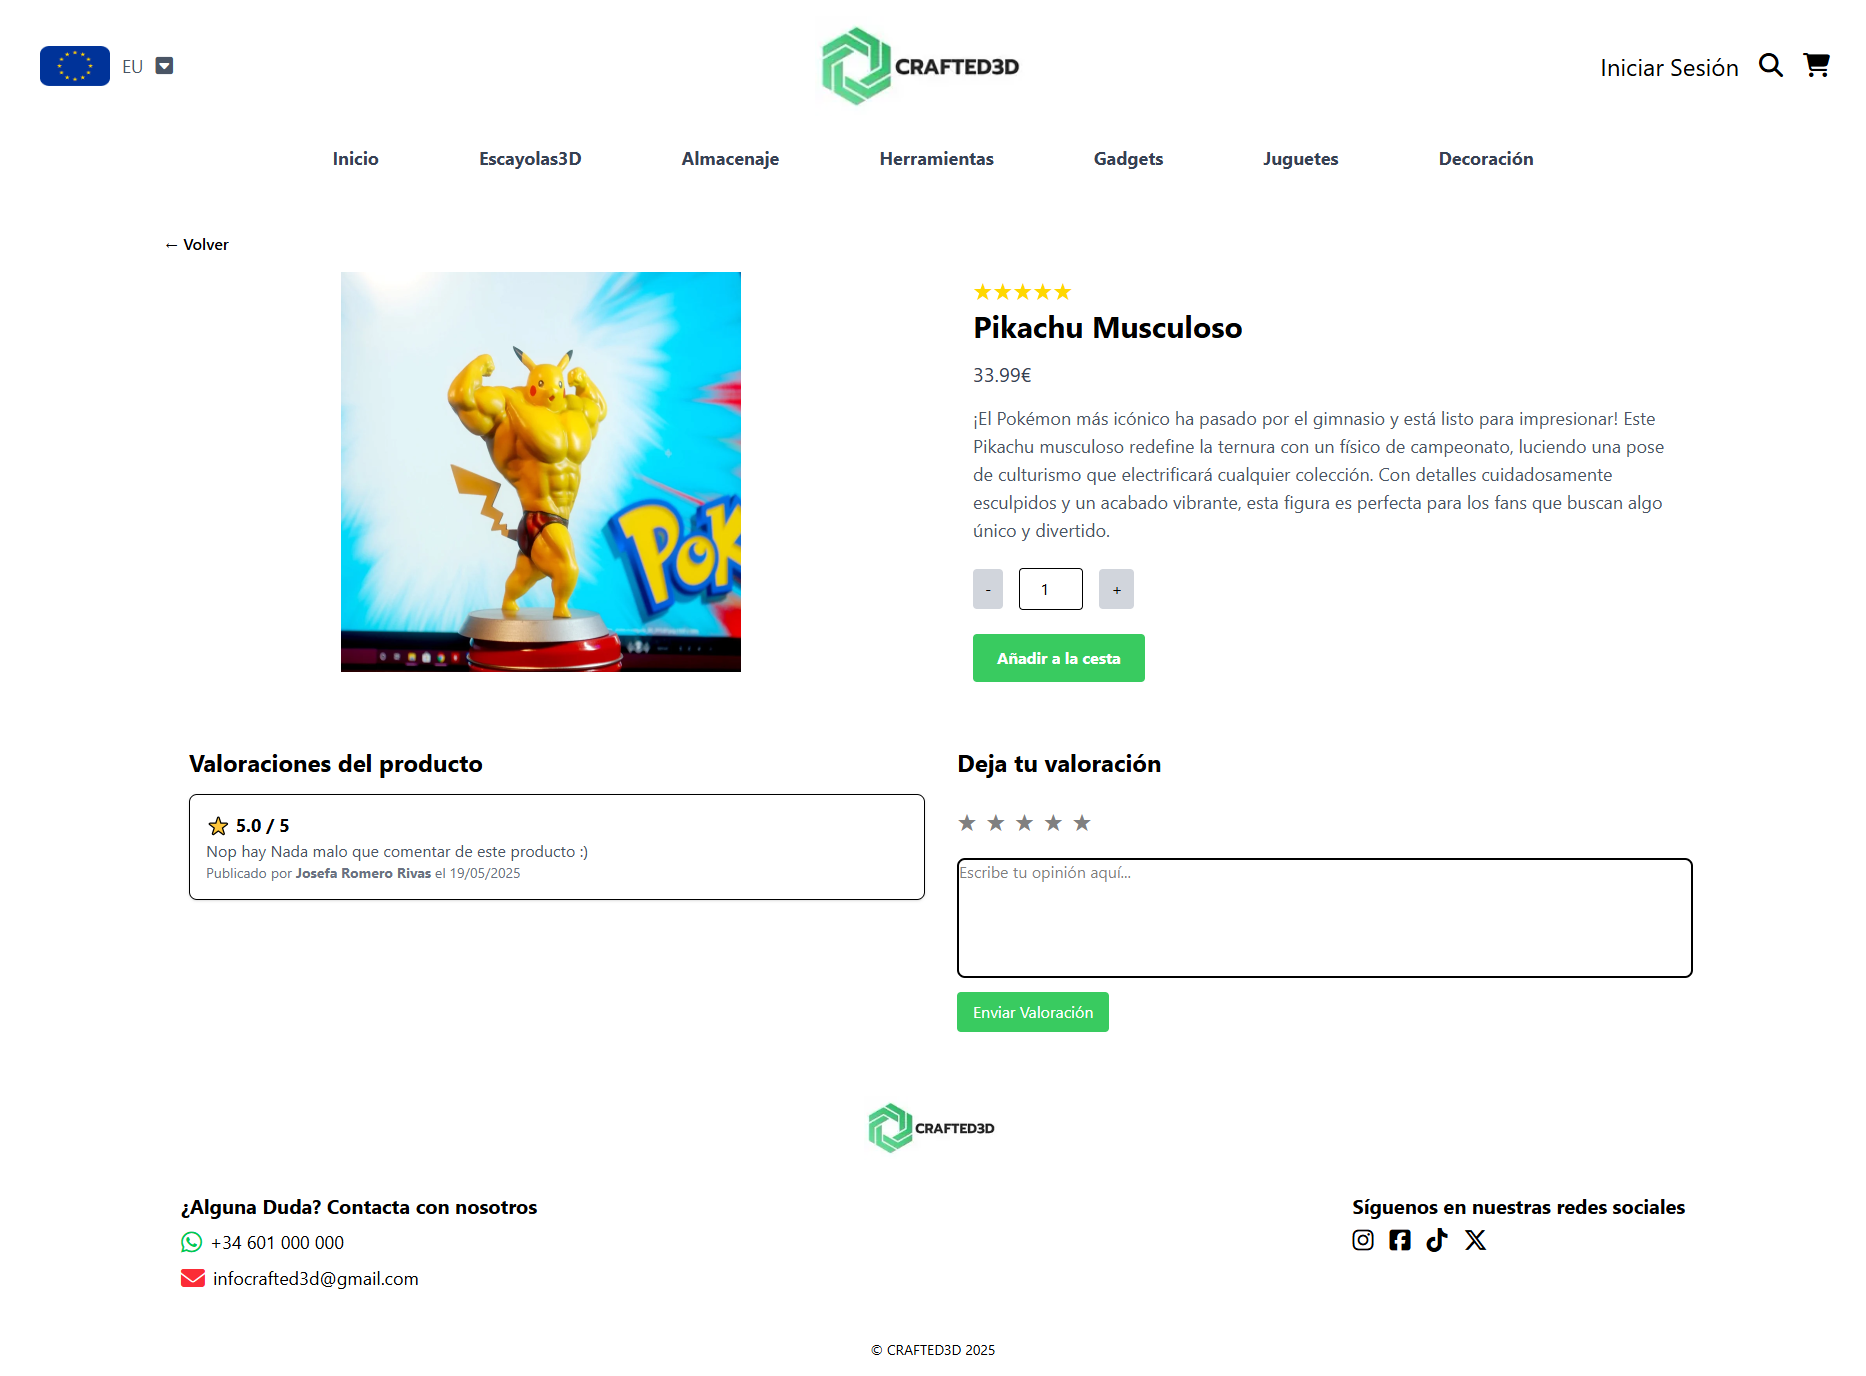 EU
CRAFTED3D
Iniciar Sesión
Inicio
Escayolas3D
Almacenaje
Herramientas
Gadgets
Juguetes
Decoración
← Volver
POK
★★★★★
Pikachu Musculoso
33.99€
¡El Pokémon más icónico ha pasado por el gimnasio y está listo para impresionar! Este
Pikachu musculoso redefine la ternura con un físico de campeonato, luciendo una pose
de culturismo que electrificará cualquier colección. Con detalles cuidadosamente
esculpidos y un acabado vibrante, esta figura es perfecta para los fans que buscan algo
único y divertido.
- 1 +
Añadir a la cesta
Valoraciones del producto
5.0 / 5
Nop hay Nada malo que comentar de este producto :)
Publicado por Josefa Romero Rivas el 19/05/2025
Deja tu valoración
★ ★ ★ ★ ★
Escribe tu opinión aquí...
Enviar Valoración
CRAFTED3D
¿Alguna Duda? Contacta con nosotros
+34 601 000 000
infocrafted3d@gmail.com
Síguenos en nuestras redes sociales
© CRAFTED3D 2025